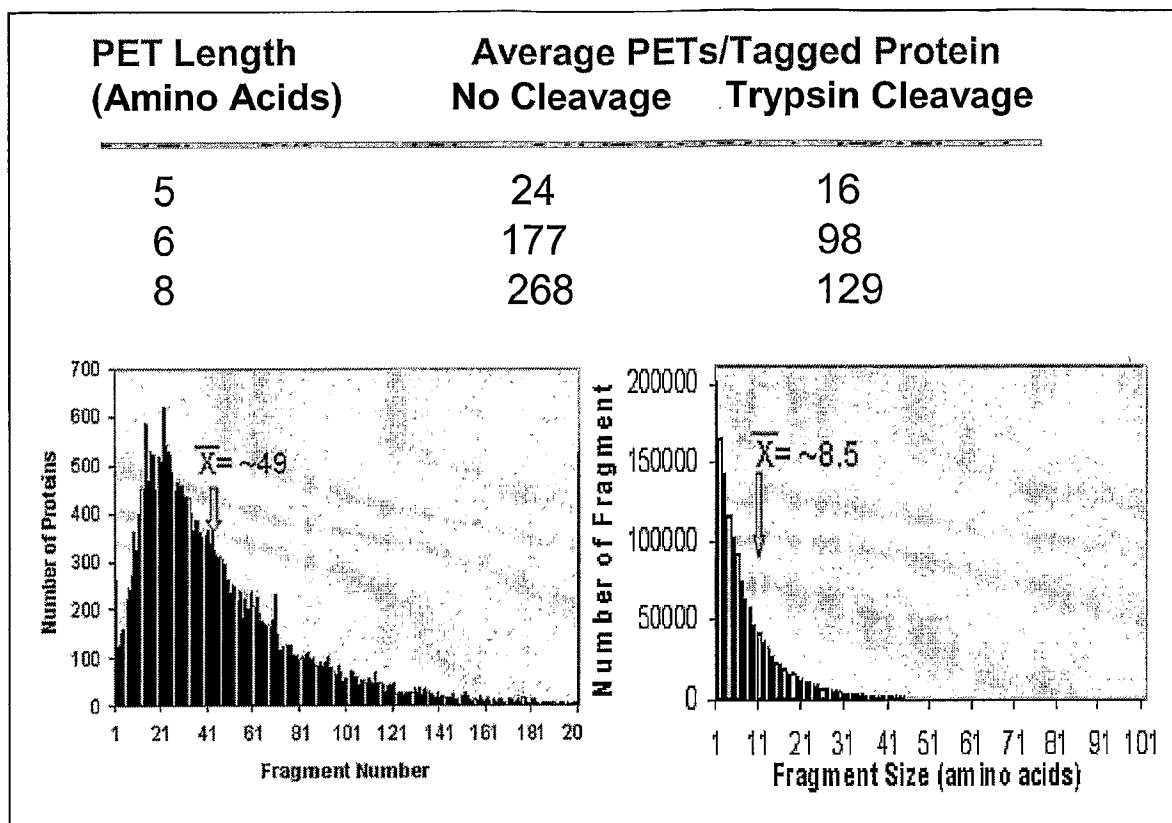 PET Length Average PETs/Tagged Protein
(Amino Acids) No Cleavage Trypsin Cleavage
5 24 16
6 177 98
8 268 129
700
600
500
400
300
200
100
0
Number of Proteins
X= ~49
1 21 41 61 81 101 121 141 161 181 20
Fragment Number
200000
150000
100000
50000
0
Number of Fragment
X= ~8.5
1 11 21 31 41 51 61 71 81 91 101
Fragment Size (amino acids)